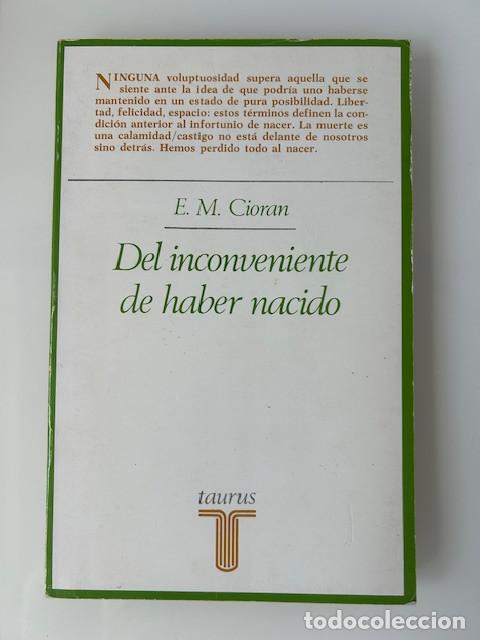 NINGUNA voluptuosidad supera aquella que se
siente ante la idea de que podría uno haberse
mantenido en un estado de pura posibilidad. Liber-
tad, felicidad, espacio: estos términos definen la con-
dición anterior al infortunio de nacer. La muerte es
una calamidad/castigo no está delante de nosotros
sino detrás. Hemos perdido todo al nacer.
E. M. Cioran
Del inconveniente
de haber nacido
taurus
todocoleccion
todocoleccion.net